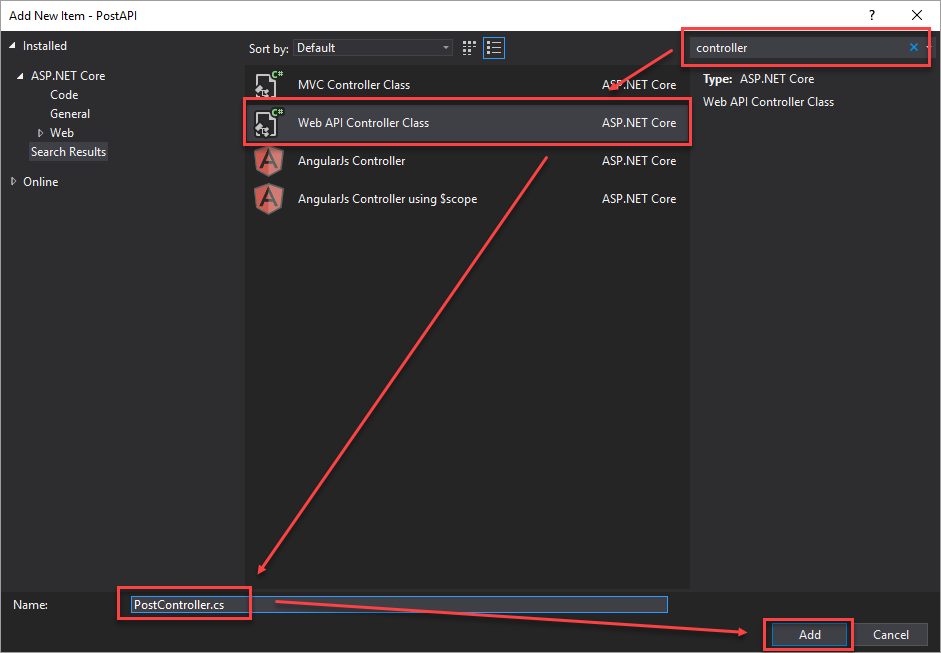 Add New Item - PostAPI
?
Installed
Sort by: Default
controller
ASP.NET Core
Code
General
Web
Search Results
Online
C# MVC Controller Class ASP.NET Core
C# Web API Controller Class ASP.NET Core
AngularJs Controller ASP.NET Core
AngularJs Controller using $scope ASP.NET Core
Type: ASP.NET Core
Web API Controller Class
Name: PostController.cs
Add Cancel